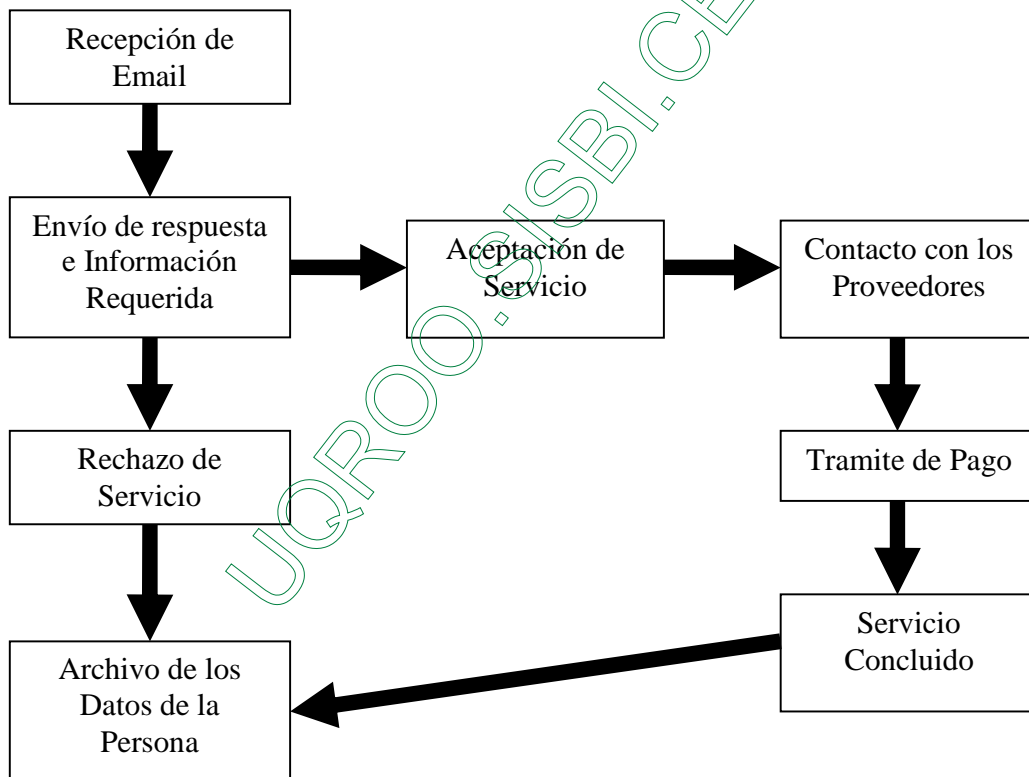 Recepción de
Email
Envío de respuesta
e Información
Requerida
Aceptación de
Servicio
Contacto con los
Proveedores
Rechazo de
Servicio
Tramite de Pago
Servicio
Concluido
Archivo de los
Datos de la
Persona
UQROO.SISBI.CE